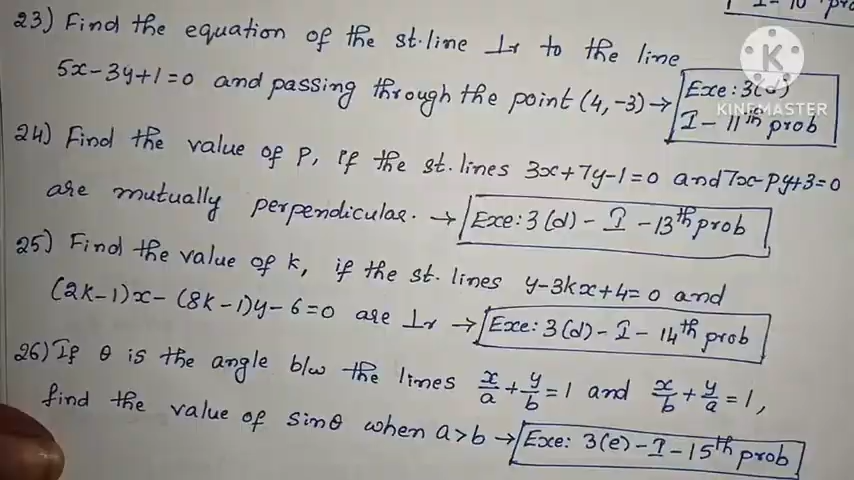 I - 10 pro
23) Find the equation of the st.line ⊥r to the line
5x-3y+1=0 and passing through the point (4,-3) → Exe: 3(d)
I - 11th prob
KINEMASTER
24) Find the value of P, if the st. lines 3x+7y-1=0 and 7x-py+3=0
are mutually perpendicular. → Exe: 3(d) - I - 13th prob
25) Find the value of k, if the st. lines y-3kx+4=0 and
(2k-1)x-(8k-1)y-6=0 are ⊥r → Exe: 3(d) - I - 14th prob
26) If θ is the angle b/w the lines x/a + y/b = 1 and x/b + y/a = 1,
find the value of sinθ when a>b → Exe: 3(e) - I - 15th prob